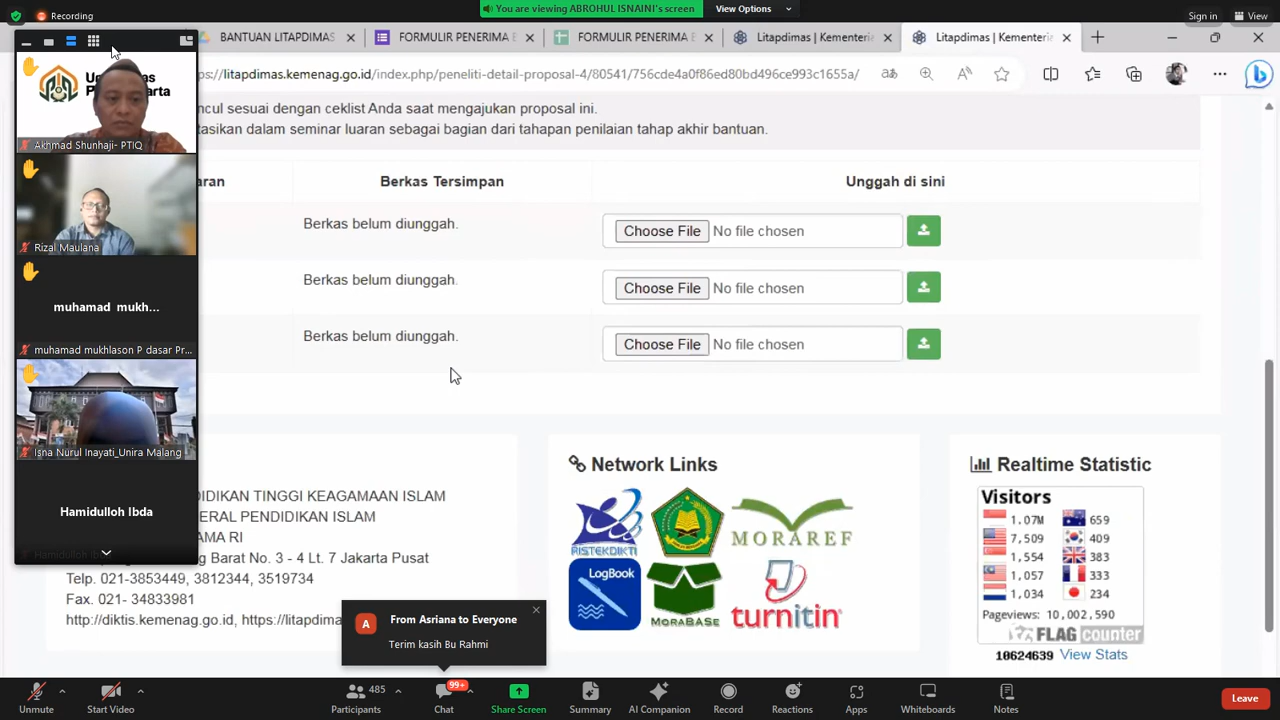 Recording
You are viewing ABROHUL ISNAINI's screen
View Options
Sign in
View
BANTUAN LITAPDIMAS
FORMULIR PENERIMA B
FORMULIR PENERIMA B
Litapdimas | Kementeria
Litapdimas | Kementeria
ps://litapdimas.kemenag.go.id/index.php/peneliti-detail-proposal-4/80541/756cde4a0f86ed80bd496ce993c1655a/
ncul sesuai dengan ceklist Anda saat mengajukan proposal ini.
tasikan dalam seminar luaran sebagai bagian dari tahapan penilaian tahap akhir bantuan.
Akhmad Shunhaji- PTIQ
aran
Berkas Tersimpan
Unggah di sini
Berkas belum diunggah.
Choose File No file chosen
Rizal Maulana
Berkas belum diunggah.
Choose File No file chosen
muhamad mukh...
muhamad mukhlason P dasar Pr...
Berkas belum diunggah.
Choose File No file chosen
Isna Nurul Inayati_Unira Malang
Hamidulloh Ibda
DIDIKAN TINGGI KEAGAMAAN ISLAM
ERAL PENDIDIKAN ISLAM
AMA RI
g Barat No. 3 - 4 Lt. 7 Jakarta Pusat
Telp. 021-3853449, 3812344, 3519734
Fax. 021- 34833981
http://diktis.kemenag.go.id, https://litapdima
Network Links
RISTEKDIKTI
MORAREF
LogBook
MORABASE
turnitin
Realtime Statistic
Visitors
1.07M 659
7,509 409
1,554 383
1,057 333
1,034 234
Pageviews: 10,002,590
FLAG counter
10624639 View Stats
From Asriana to Everyone
Terim kasih Bu Rahmi
Unmute
Start Video
485
Participants
99+
Chat
Share Screen
Summary
AI Companion
Record
Reactions
Apps
Whiteboards
Notes
Leave